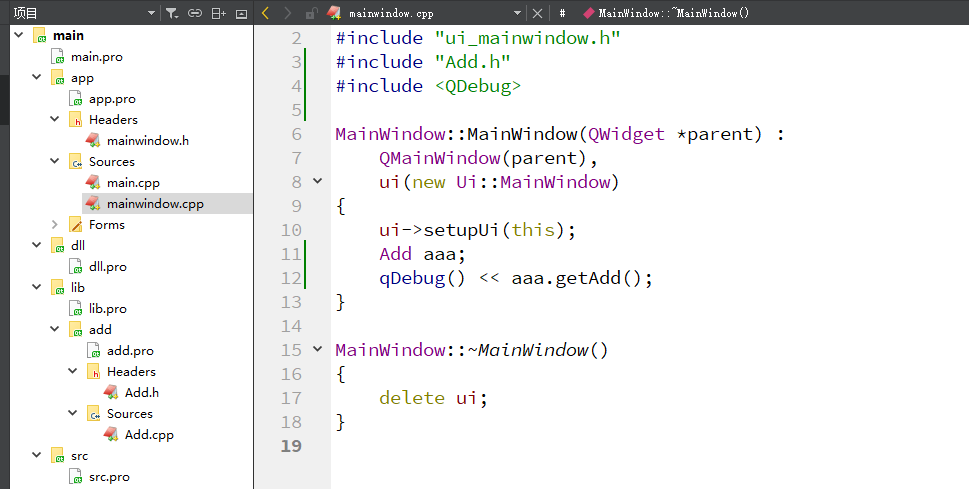 项目
mainwindow.cpp
#
MainWindow::~MainWindow()
main
main.pro
app
app.pro
Headers
mainwindow.h
Sources
main.cpp
mainwindow.cpp
Forms
dll
dll.pro
lib
lib.pro
add
add.pro
Headers
Add.h
Sources
Add.cpp
src
src.pro
2 #include "ui_mainwindow.h"
3 #include "Add.h"
4 #include <QDebug>
5
6 MainWindow::MainWindow(QWidget *parent) :
7     QMainWindow(parent),
8     ui(new Ui::MainWindow)
9 {
10     ui->setupUi(this);
11     Add aaa;
12     qDebug() << aaa.getAdd();
13 }
14
15 MainWindow::~MainWindow()
16 {
17     delete ui;
18 }
19